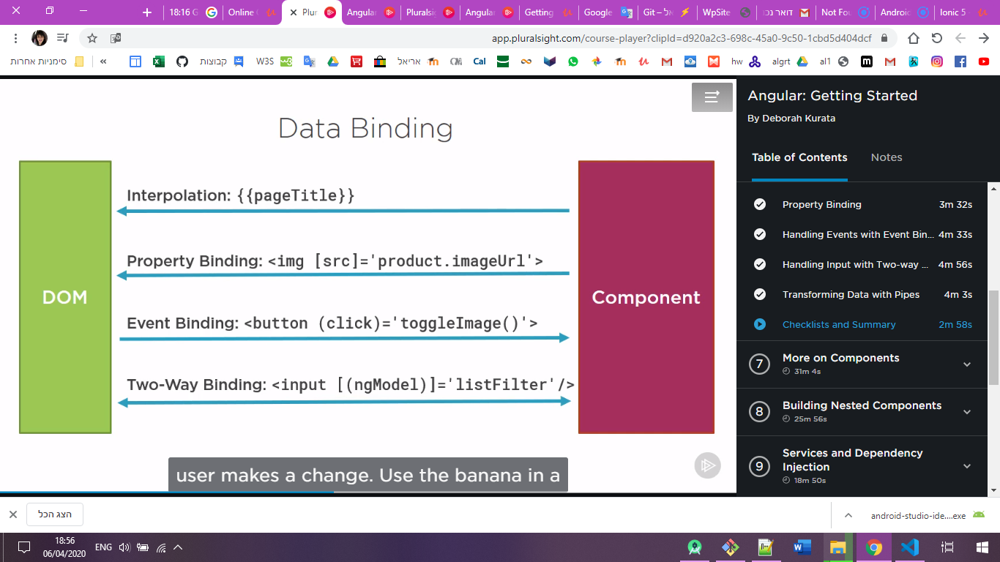 18:16 G
Online
Plur
Angular
Pluralsi
Angular
Getting
Google
Git – אל
WpSite
דואר נכנ
Not Fou
Android
Ionic 5 -
app.pluralsight.com/course-player?clipId=d920a2c3-698c-45a0-9c50-1cbd5d404dcf
סימניות אחרות
«
קבוצות
W3S
אריאל
Cal
hw
algrt
al1
Data Binding
DOM
Interpolation: {{pageTitle}}
Property Binding: <img [src]='product.imageUrl'>
Event Binding: <button (click)='toggleImage()'>
Two-Way Binding: <input [(ngModel)]='listFilter'/>
Component
user makes a change. Use the banana in a
Angular: Getting Started
By Deborah Kurata
Table of Contents
Notes
Property Binding 3m 32s
Handling Events with Event Bin... 4m 33s
Handling Input with Two-way ... 4m 56s
Transforming Data with Pipes 4m 3s
Checklists and Summary 2m 58s
7 More on Components
31m 4s
8 Building Nested Components
25m 56s
9 Services and Dependency
Injection
18m 50s
הצג הכל
android-studio-ide....exe
18:56
06/04/2020
ENG